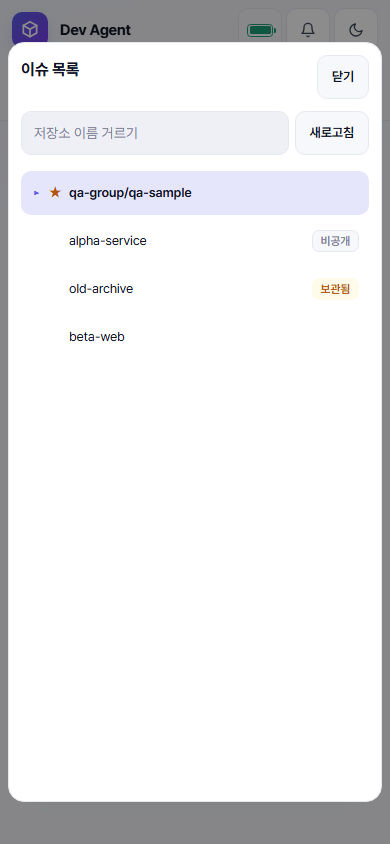 Dev Agent
이슈 목록
닫기
저장소 이름 거르기
새로고침
▸ ★ qa-group/qa-sample
alpha-service 비공개
old-archive 보관됨
beta-web